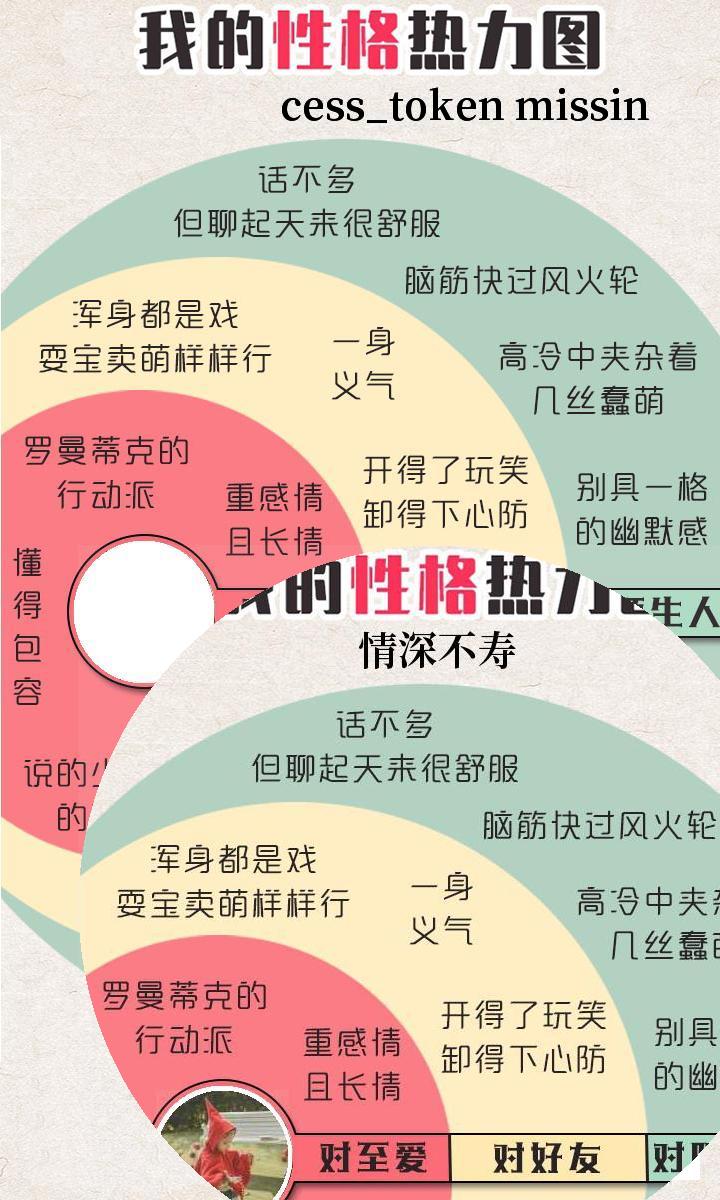 我的性格热力图
cess_token missin
话不多
但聊起天来很舒服
脑筋快过风火轮
浑身都是戏
耍宝卖萌样样行
一身
义气
高冷中夹杂着
几丝蠢萌
罗曼蒂克的
行动派
重感情
且长情
开得了玩笑
卸得下心防
别具一格
的幽默感
懂
得
包
容
说的少
的
生人
我的性格热力
情深不寿
话不多
但聊起天来很舒服
脑筋快过风火轮
浑身都是戏
耍宝卖萌样样行
一身
义气
高冷中夹
几丝蠢萌
罗曼蒂克的
行动派
重感情
且长情
开得了玩笑
卸得下心防
别具
的幽
对至爱
对好友
对